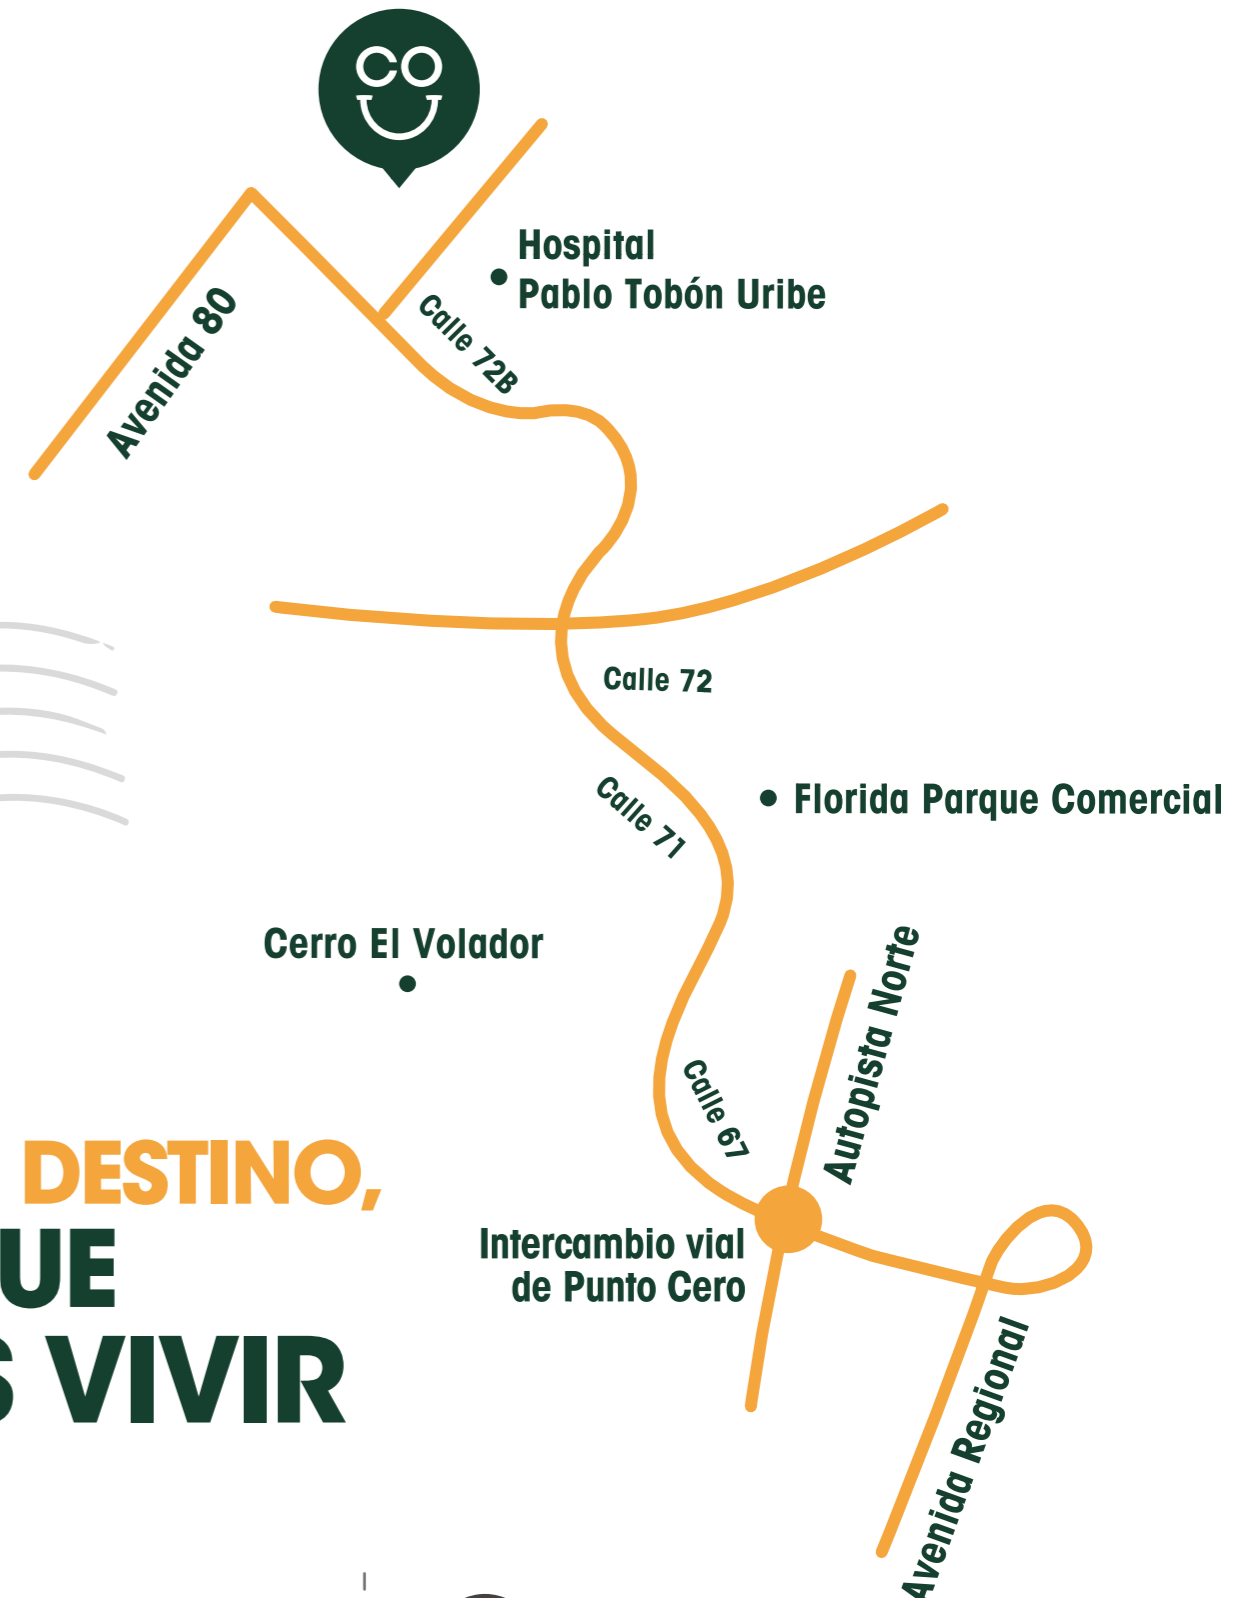 CO
Hospital
Pablo Tobón Uribe
Calle 72B
Avenida 80
Calle 72
Calle 71
Florida Parque Comercial
Cerro El Volador
Autopista Norte
Calle 67
DESTINO,
UE
Intercambio vial
de Punto Cero
S VIVIR
Avenida Regional